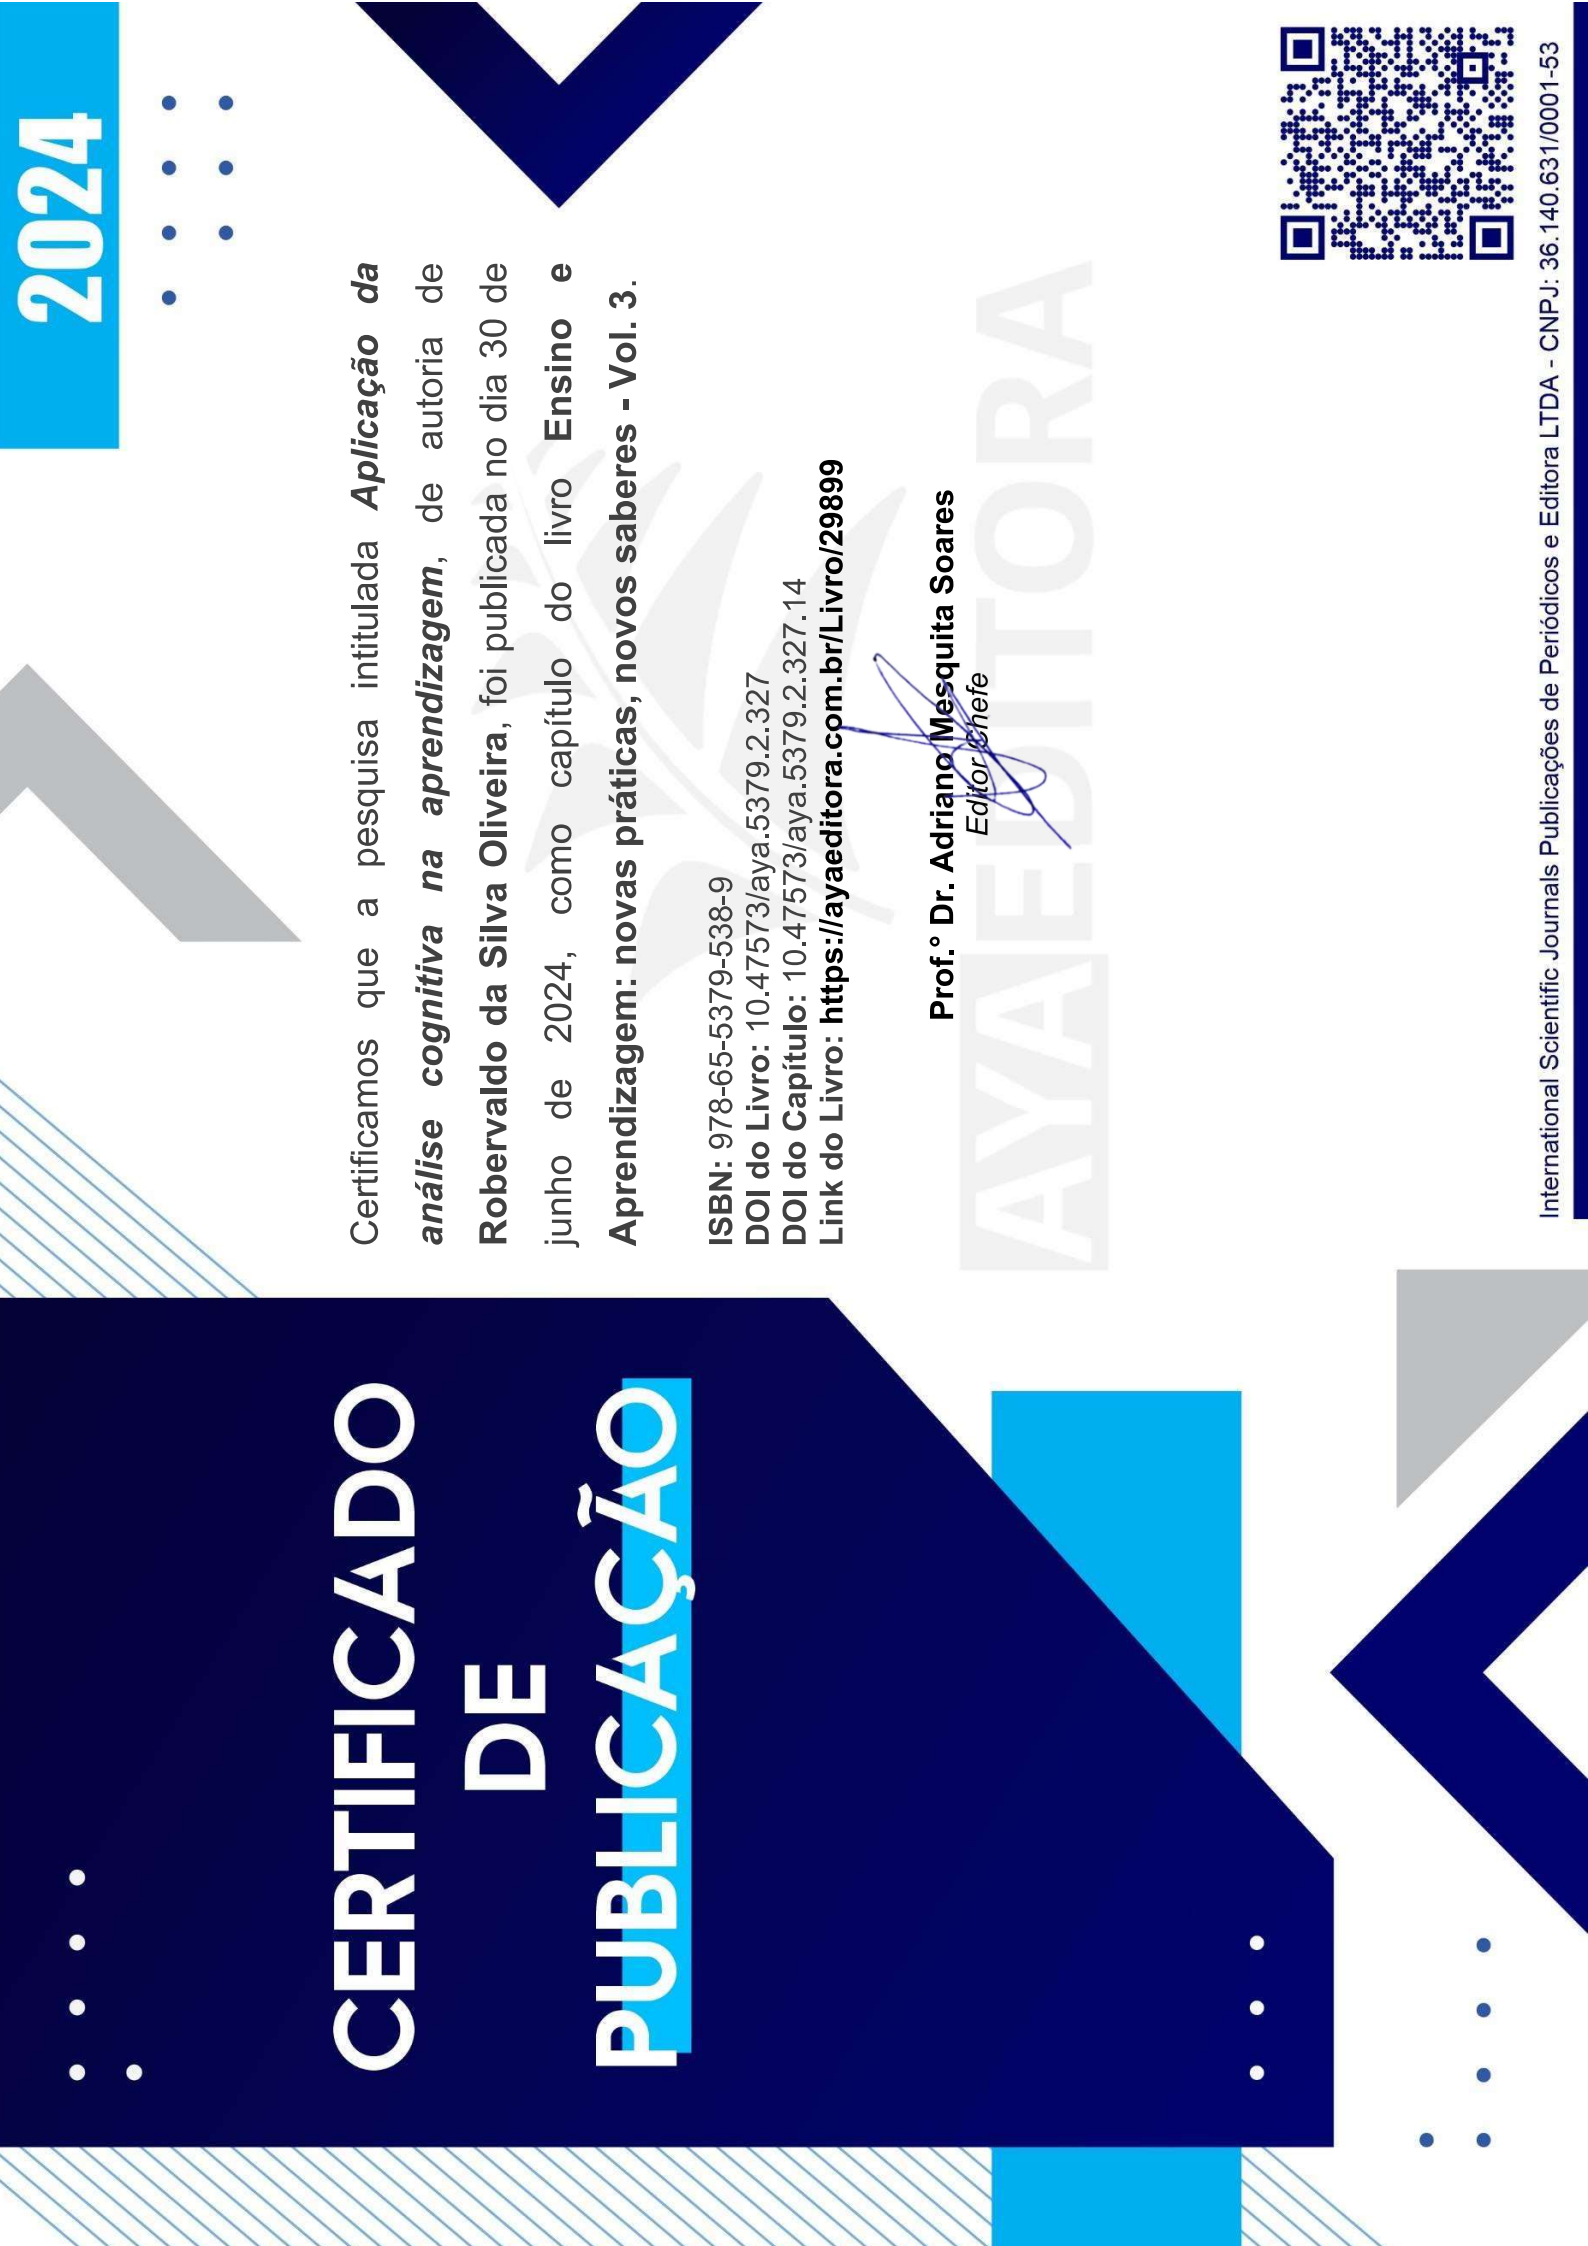 2024
CERTIFICADO
DE
PUBLICAÇÃO
Certificamos que a pesquisa intitulada Aplicação da
análise cognitiva na aprendizagem, de autoria de
Robervaldo da Silva Oliveira, foi publicada no dia 30 de
junho de 2024, como capítulo do livro Ensino e
Aprendizagem: novas práticas, novos saberes - Vol. 3.
ISBN: 978-65-5379-538-9
DOI do Livro: 10.47573/aya.5379.2.327
DOI do Capítulo: 10.47573/aya.5379.2.327.14
Link do Livro: https://ayaeditora.com.br/Livro/29899
Prof.° Dr. Adriano Mesquita Soares
Editor Chefe
AYA EDITORA
International Scientific Journals Publicações de Periódicos e Editora LTDA - CNPJ: 36.140.631/0001-53